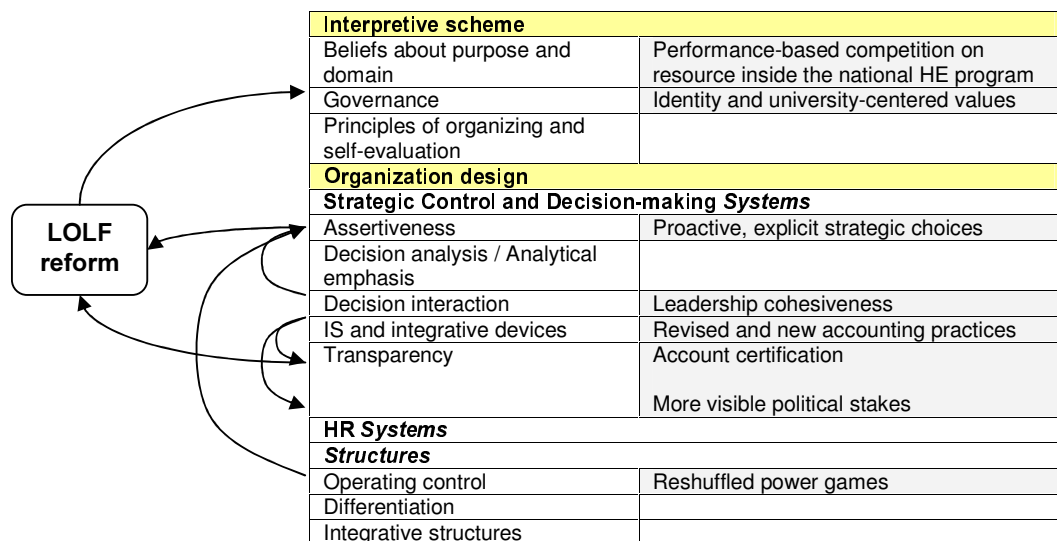 Interpretive scheme
Beliefs about purpose and
domain
Performance-based competition on
resource inside the national HE program
Governance
Identity and university-centered values
Principles of organizing and
self-evaluation
Organization design
Strategic Control and Decision-making Systems
LOLF
reform
Assertiveness
Proactive, explicit strategic choices
Decision analysis / Analytical
emphasis
Decision interaction
Leadership cohesiveness
IS and integrative devices
Revised and new accounting practices
Transparency
Account certification
More visible political stakes
HR Systems
Structures
Operating control
Reshuffled power games
Differentiation
Integrative structures